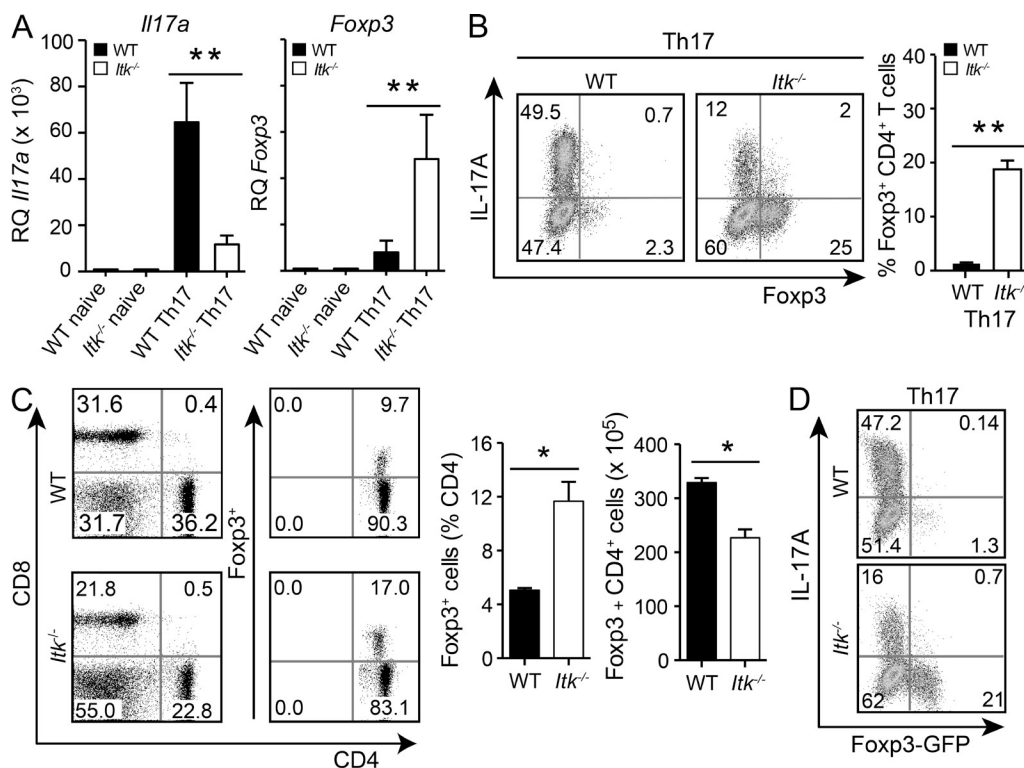 A
Il17a
WT
Itk-/-
**
RQ Il17a (x 10³)
100
80
60
40
20
0
WT naive
Itk-/- naive
WT Th17
Itk-/- Th17
Foxp3
WT
Itk-/-
**
RQ Foxp3
WT naive
Itk-/- naive
WT Th17
Itk-/- Th17
B
Th17
WT
Itk-/-
49.5
0.7
47.4
2.3
12
2
60
25
IL-17A
Foxp3
WT
Itk-/-
% Foxp3+ CD4+ T cells
40
30
20
10
0
**
WT
Itk-/
Th17
C
WT
31.6
0.4
31.7
36.2
0.0
9.7
0.0
90.3
Itk-/-
21.8
0.5
55.0
22.8
0.0
17.0
0.0
83.1
CD8
Foxp3+
CD4
Foxp3+ cells (% CD4)
16
12
8
4
0
*
WT
Itk-/-
Foxp3 + CD4+ cells (x 10⁵)
400
300
200
100
0
*
WT
Itk-/-
D
Th17
WT
47.2
0.14
51.4
1.3
Itk-/-
16
0.7
62
21
IL-17A
Foxp3-GFP